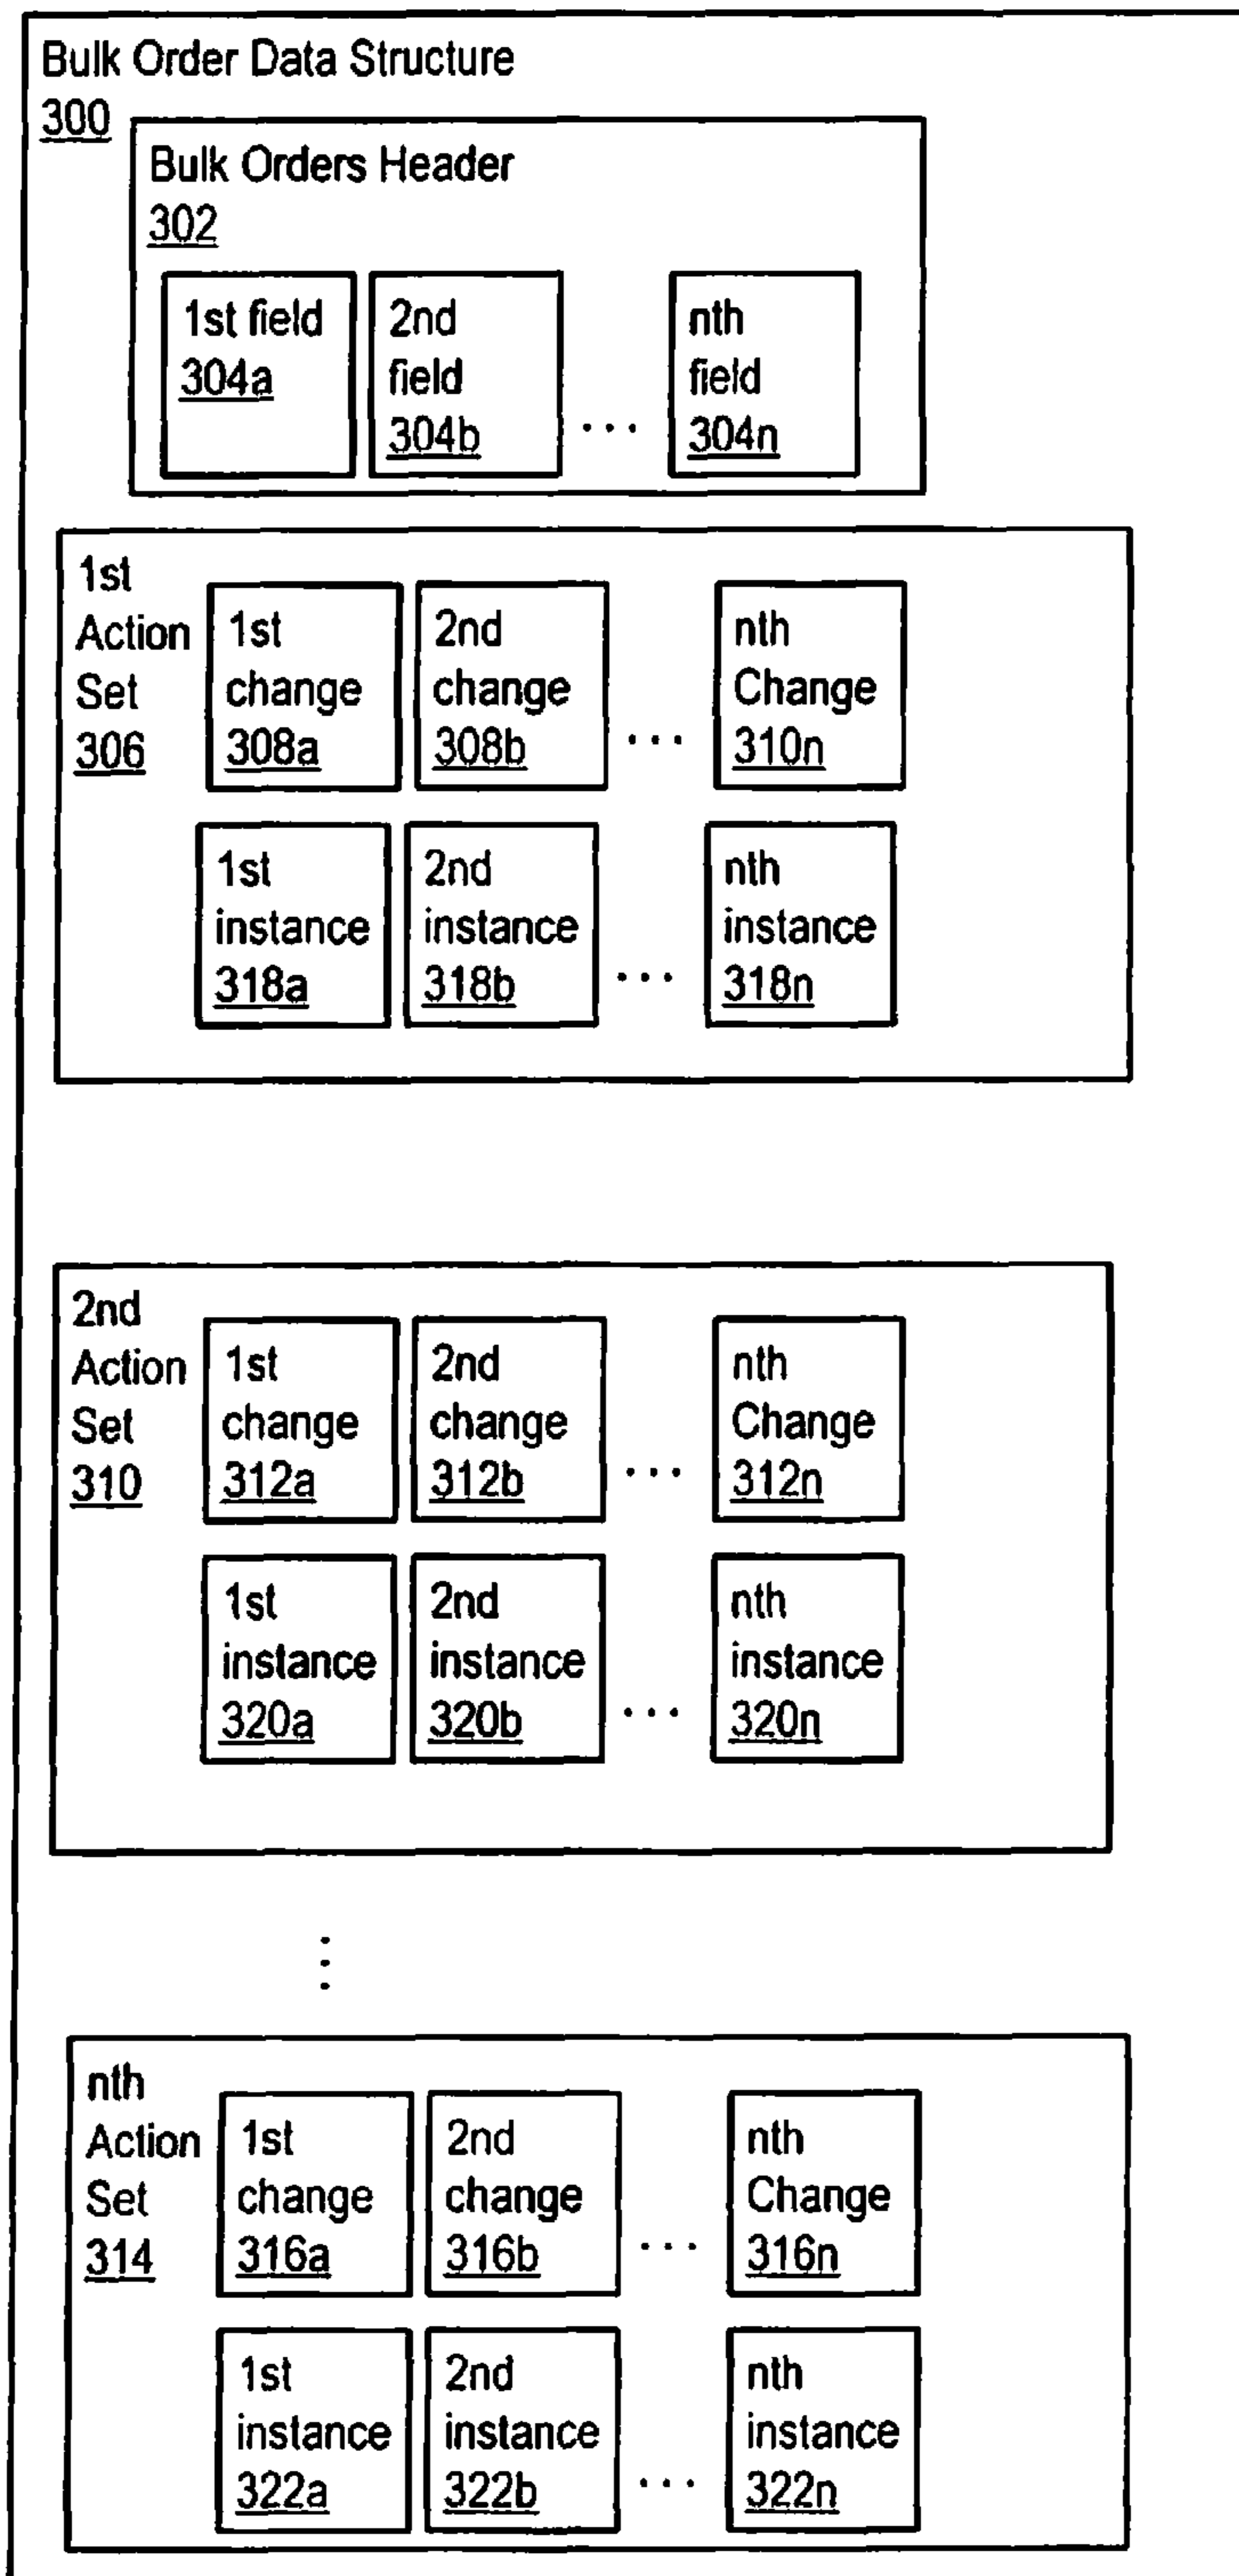 Bulk Order Data Structure
300
Bulk Orders Header
302
1st field
304a
2nd
field
304b
...
nth
field
304n
1st
Action
Set
306
1st
change
308a
2nd
change
308b
...
nth
Change
310n
1st
instance
318a
2nd
instance
318b
...
nth
instance
318n
2nd
Action
Set
310
1st
change
312a
2nd
change
312b
...
nth
Change
312n
1st
instance
320a
2nd
instance
320b
...
nth
instance
320n
...
nth
Action
Set
314
1st
change
316a
2nd
change
316b
...
nth
Change
316n
1st
instance
322a
2nd
instance
322b
...
nth
instance
322n